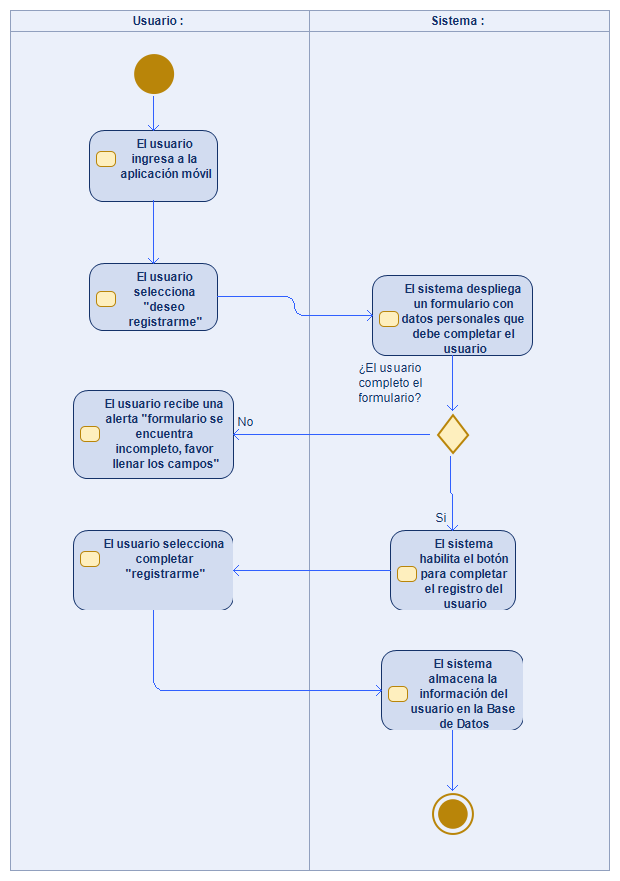 Usuario :
Sistema :
El usuario
ingresa a la
aplicación móvil
El usuario
selecciona
"deseo
registrarme"
El sistema despliega
un formulario con
datos personales que
debe completar el
usuario
¿El usuario
completo el
formulario?
El usuario recibe una
alerta "formulario se
encuentra
incompleto, favor
llenar los campos"
No
Si
El usuario selecciona
completar
"registrarme"
El sistema
habilita el botón
para completar
el registro del
usuario
El sistema
almacena la
información del
usuario en la Base
de Datos